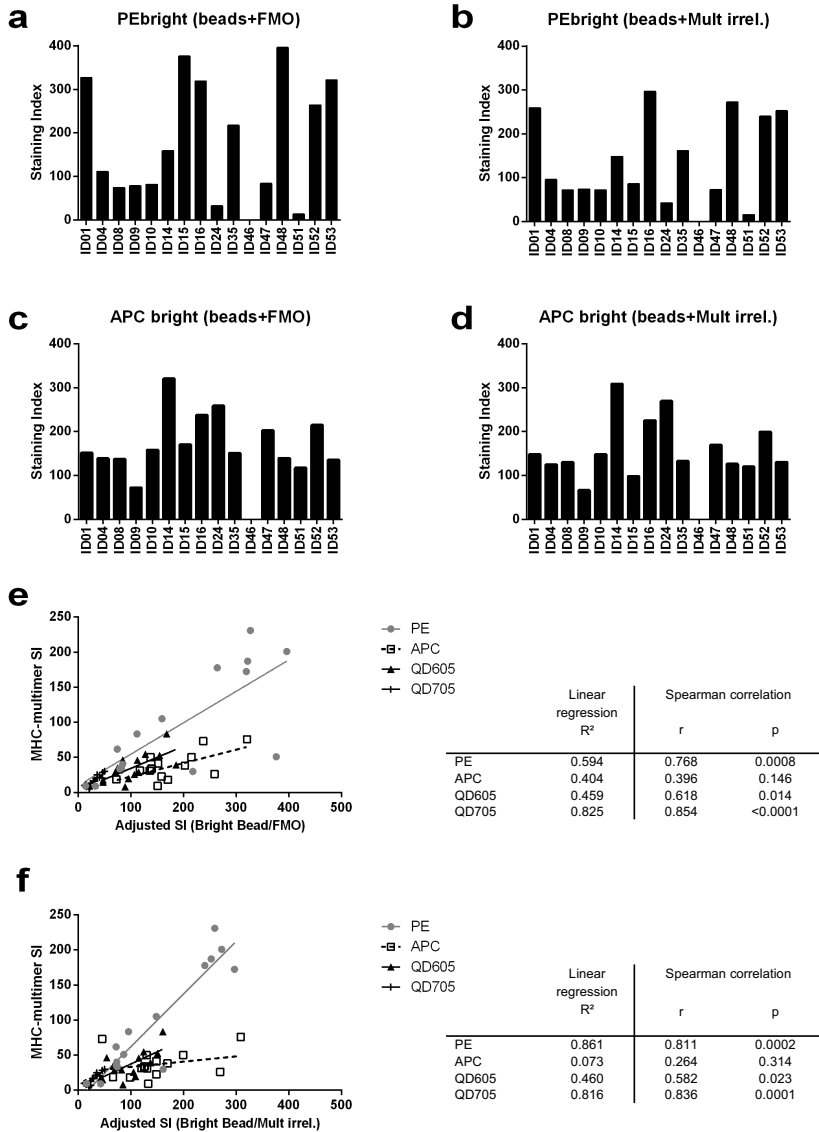 a
PEbright (beads+FMO)
Staining Index
400
300
200
100
0
ID01 ID04 ID08 ID09 ID10 ID14 ID15 ID16 ID24 ID35 ID46 ID47 ID48 ID51 ID52 ID53
b
PEbright (beads+Mult irrel.)
Staining Index
400
300
200
100
0
ID01 ID04 ID08 ID09 ID10 ID14 ID15 ID16 ID24 ID35 ID46 ID47 ID48 ID51 ID52 ID53
c
APC bright (beads+FMO)
Staining Index
400
300
200
100
0
ID01 ID04 ID08 ID09 ID10 ID14 ID15 ID16 ID24 ID35 ID46 ID47 ID48 ID51 ID52 ID53
d
APC bright (beads+Mult irrel.)
Staining Index
400
300
200
100
0
ID01 ID04 ID08 ID09 ID10 ID14 ID15 ID16 ID24 ID35 ID46 ID47 ID48 ID51 ID52 ID53
e
MHC-multimer SI
250
200
150
100
50
0
0 100 200 300 400 500
Adjusted SI (Bright Bead/FMO)
PE
APC
QD605
QD705
Linear regression R² Spearman correlation
r p
PE 0.594 0.768 0.0008
APC 0.404 0.396 0.146
QD605 0.459 0.618 0.014
QD705 0.825 0.854 <0.0001
f
MHC-multimer SI
250
200
150
100
50
0
0 100 200 300 400 500
Adjusted SI (Bright Bead/Mult irrel.)
PE
APC
QD605
QD705
Linear regression R² Spearman correlation
r p
PE 0.861 0.811 0.0002
APC 0.073 0.264 0.314
QD605 0.460 0.582 0.023
QD705 0.816 0.836 0.0001